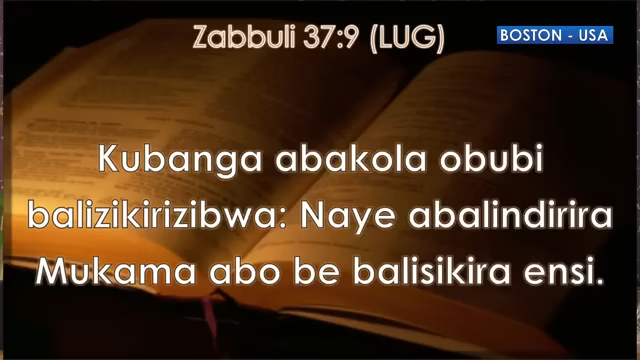 Zabbuli 37:9 (LUG)
BOSTON - USA
Kubanga abakola obubi
balizikirizibwa: Naye abalindirira
Mukama abo be balisikira ensi.